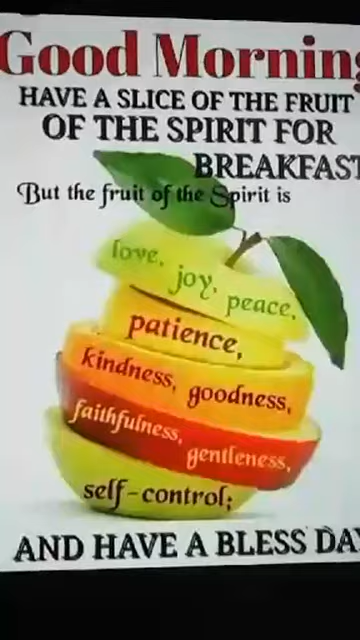 Good Morning
HAVE A SLICE OF THE FRUIT
OF THE SPIRIT FOR
BREAKFAST
But the fruit of the Spirit is
love, joy, peace,
patience,
kindness, goodness,
faithfulness,
gentleness,
self-control;
AND HAVE A BLESS DAY